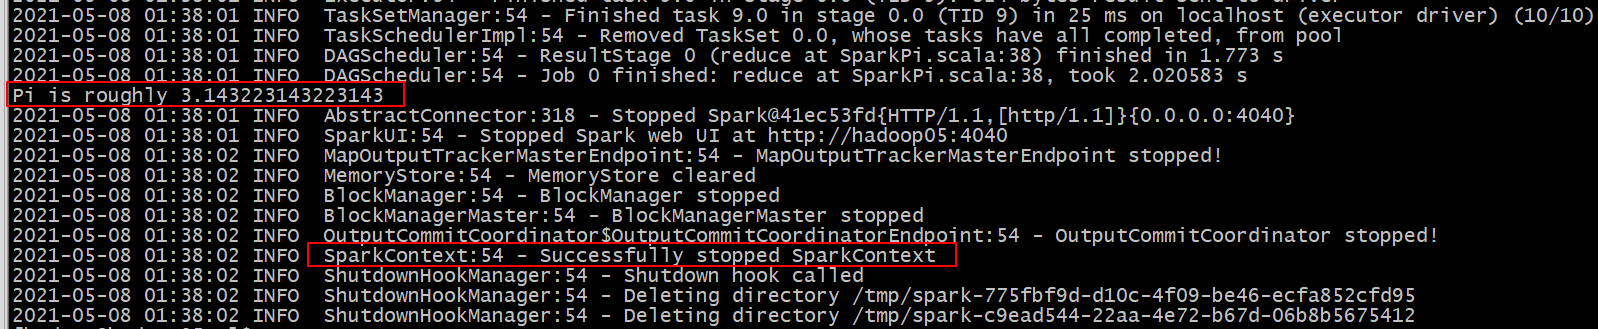 2021-05-08 01:38:01 INFO  TaskSetManager:54 - Finished task 9.0 in stage 0.0 (TID 9) in 25 ms on localhost (executor driver) (10/10)
2021-05-08 01:38:01 INFO  TaskSchedulerImpl:54 - Removed TaskSet 0.0, whose tasks have all completed, from pool
2021-05-08 01:38:01 INFO  DAGScheduler:54 - ResultStage 0 (reduce at SparkPi.scala:38) finished in 1.773 s
2021-05-08 01:38:01 INFO  DAGScheduler:54 - Job 0 finished: reduce at SparkPi.scala:38, took 2.020583 s
Pi is roughly 3.143223143223143
2021-05-08 01:38:01 INFO  AbstractConnector:318 - Stopped Spark@41ec53fd{HTTP/1.1,[http/1.1]}{0.0.0.0:4040}
2021-05-08 01:38:01 INFO  SparkUI:54 - Stopped Spark web UI at http://hadoop05:4040
2021-05-08 01:38:02 INFO  MapOutputTrackerMasterEndpoint:54 - MapOutputTrackerMasterEndpoint stopped!
2021-05-08 01:38:02 INFO  MemoryStore:54 - MemoryStore cleared
2021-05-08 01:38:02 INFO  BlockManager:54 - BlockManager stopped
2021-05-08 01:38:02 INFO  BlockManagerMaster:54 - BlockManagerMaster stopped
2021-05-08 01:38:02 INFO  OutputCommitCoordinator$OutputCommitCoordinatorEndpoint:54 - OutputCommitCoordinator stopped!
2021-05-08 01:38:02 INFO  SparkContext:54 - Successfully stopped SparkContext
2021-05-08 01:38:02 INFO  ShutdownHookManager:54 - Shutdown hook called
2021-05-08 01:38:02 INFO  ShutdownHookManager:54 - Deleting directory /tmp/spark-775fbf9d-d10c-4f09-be46-ecfa852cfd95
2021-05-08 01:38:02 INFO  ShutdownHookManager:54 - Deleting directory /tmp/spark-c9ead544-22aa-4e72-b67d-06b8b5675412